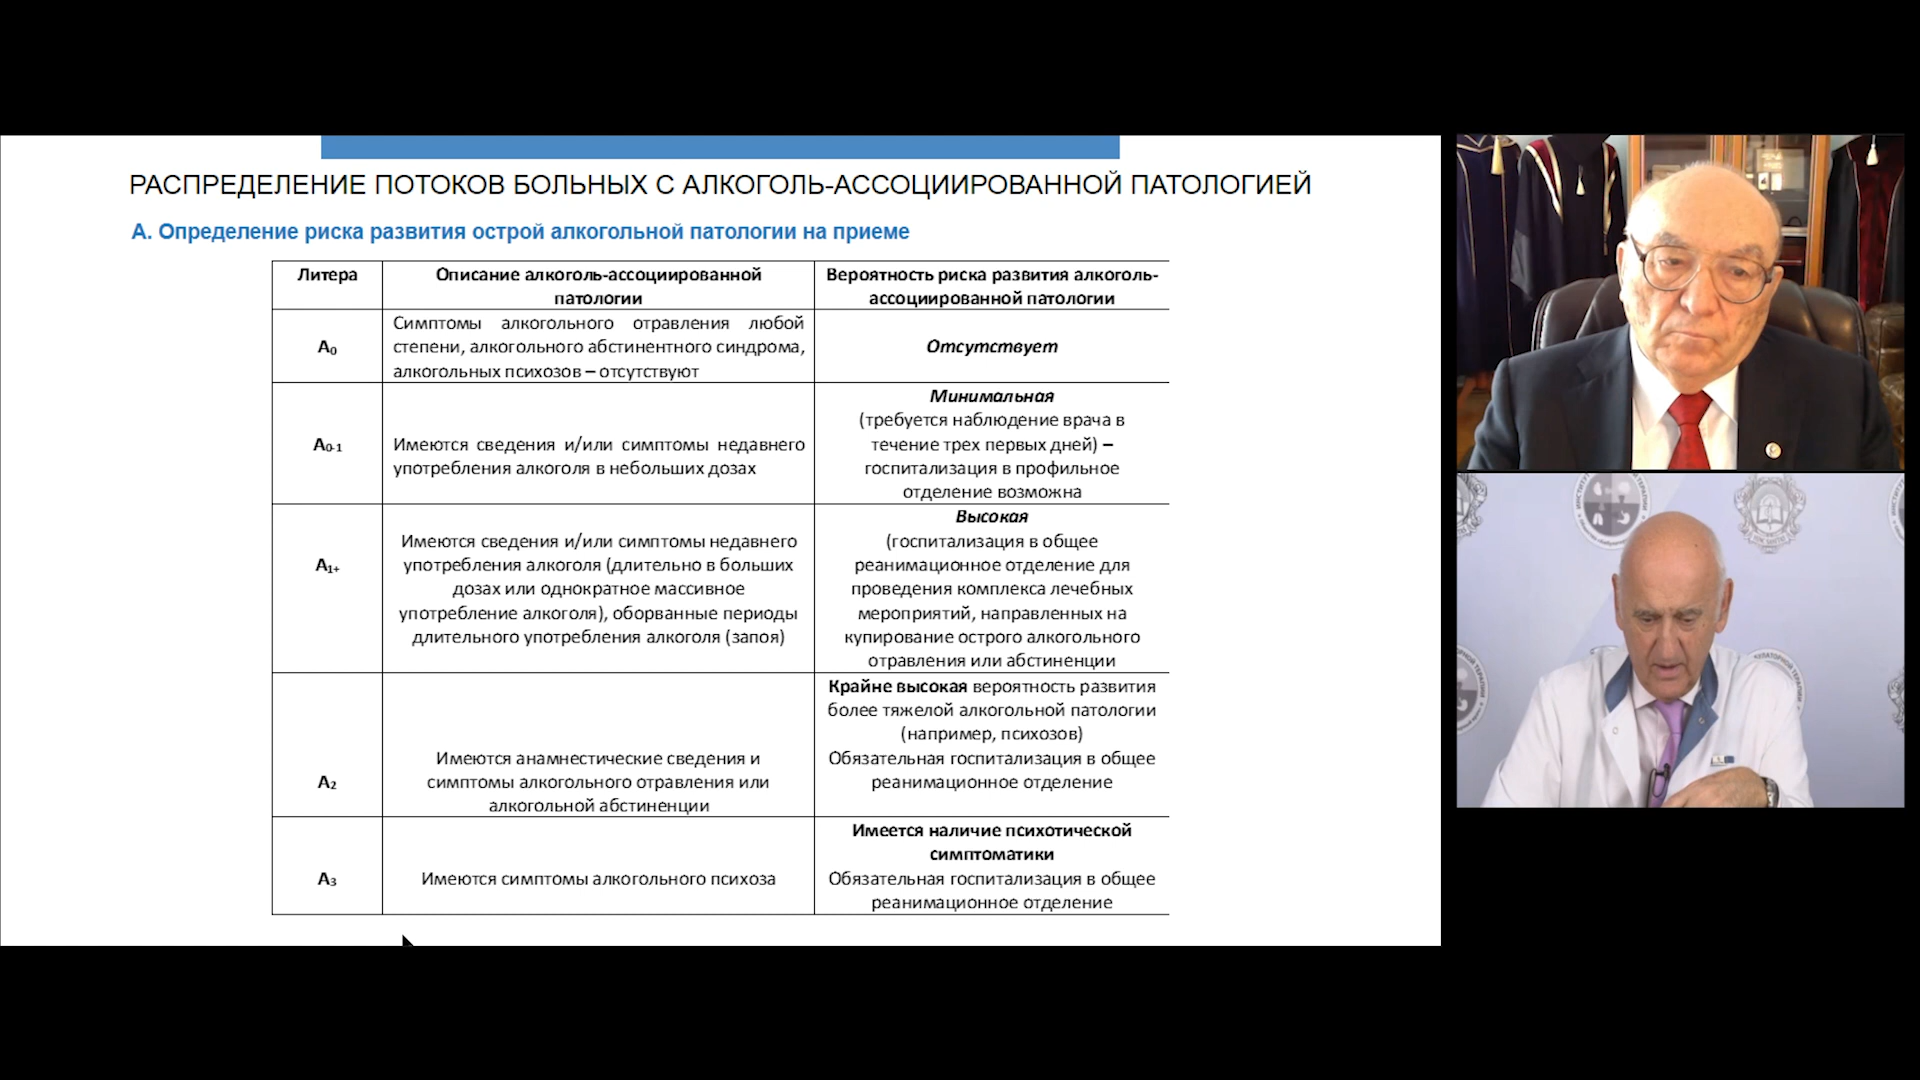 РАСПРЕДЕЛЕНИЕ ПОТОКОВ БОЛЬНЫХ С АЛКОГОЛЬ-АССОЦИИРОВАННОЙ ПАТОЛОГИЕЙ
А. Определение риска развития острой алкогольной патологии на приеме
Литера
Описание алкоголь-ассоциированной
патологии
Вероятность риска развития алкоголь-
ассоциированной патологии
А0
Симптомы алкогольного отравления любой
степени, алкогольного абстинентного синдрома,
алкогольных психозов – отсутствуют
Отсутствует
А0-1
Имеются сведения и/или симптомы недавнего
употребления алкоголя в небольших дозах
Минимальная
(требуется наблюдение врача в
течение трех первых дней) –
госпитализация в профильное
отделение возможна
А1+
Имеются сведения и/или симптомы недавнего
употребления алкоголя (длительно в больших
дозах или однократное массивное
употребление алкоголя), оборванные периоды
длительного употребления алкоголя (запоя)
Высокая
(госпитализация в общее
реанимационное отделение для
проведения комплекса лечебных
мероприятий, направленных на
купирование острого алкогольного
отравления или абстиненции
А2
Имеются анамнестические сведения и
симптомы алкогольного отравления или
алкогольной абстиненции
Крайне высокая вероятность развития
более тяжелой алкогольной патологии
(например, психозов)
Обязательная госпитализация в общее
реанимационное отделение
А3
Имеются симптомы алкогольного психоза
Имеется наличие психотической
симптоматики
Обязательная госпитализация в общее
реанимационное отделение